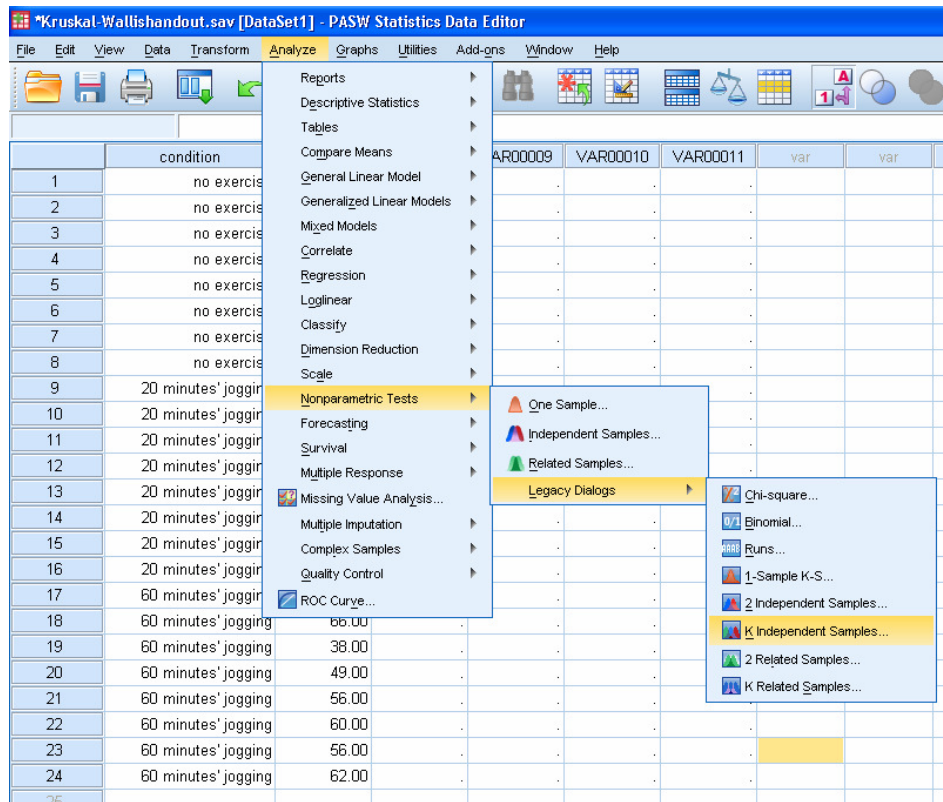 *Kruskal-Wallishandout.sav [DataSet1] - PASW Statistics Data Editor
File Edit View Data Transform Analyze Graphs Utilities Add-ons Window Help
Reports
Descriptive Statistics
Tables
Compare Means
General Linear Model
Generalized Linear Models
Mixed Models
Correlate
Regression
Loglinear
Classify
Dimension Reduction
Scale
Nonparametric Tests
Forecasting
Survival
Multiple Response
Missing Value Analysis...
Multiple Imputation
Complex Samples
Quality Control
ROC Curve...
One Sample...
Independent Samples...
Related Samples...
Legacy Dialogs
Chi-square...
Binomial...
Runs...
1-Sample K-S...
2 Independent Samples...
K Independent Samples...
2 Related Samples...
K Related Samples...
condition AR00009 VAR00010 VAR00011 var var
1 no exercis
2 no exercis
3 no exercis
4 no exercis
5 no exercis
6 no exercis
7 no exercis
8 no exercis
9 20 minutes' joggin
10 20 minutes' joggin
11 20 minutes' joggin
12 20 minutes' joggin
13 20 minutes' joggin
14 20 minutes' joggin
15 20 minutes' joggin
16 20 minutes' joggin
17 60 minutes' joggin
18 60 minutes' jogging 66.00
19 60 minutes' jogging 38.00
20 60 minutes' jogging 49.00
21 60 minutes' jogging 56.00
22 60 minutes' jogging 60.00
23 60 minutes' jogging 56.00
24 60 minutes' jogging 62.00